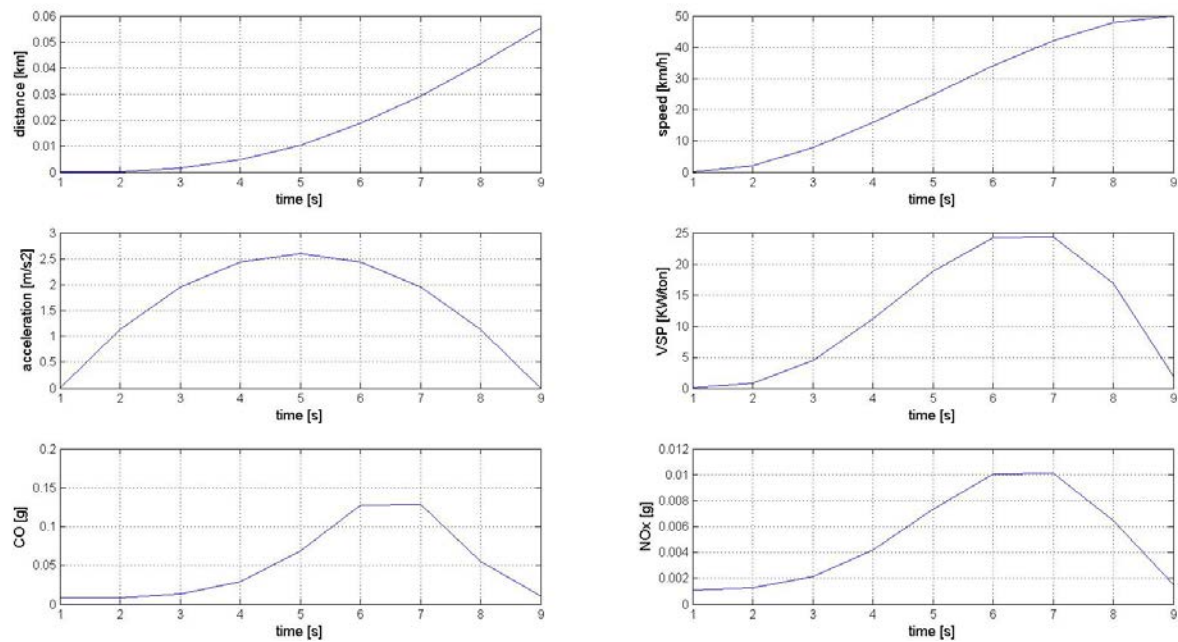 0.06
0.05
0.04
0.03
0.02
0.01
0
distance [km]
1 2 3 4 5 6 7 8 9
time [s]
50
40
30
20
10
0
speed [km/h]
1 2 3 4 5 6 7 8 9
time [s]
3
2.5
2
1.5
1
0.5
0
acceleration [m/s2]
1 2 3 4 5 6 7 8 9
time [s]
25
20
15
10
5
0
VSP [KW/ton]
1 2 3 4 5 6 7 8 9
time [s]
0.2
0.15
0.1
0.05
0
CO [g]
1 2 3 4 5 6 7 8 9
time [s]
0.012
0.01
0.008
0.006
0.004
0.002
0
NOx [g]
1 2 3 4 5 6 7 8 9
time [s]